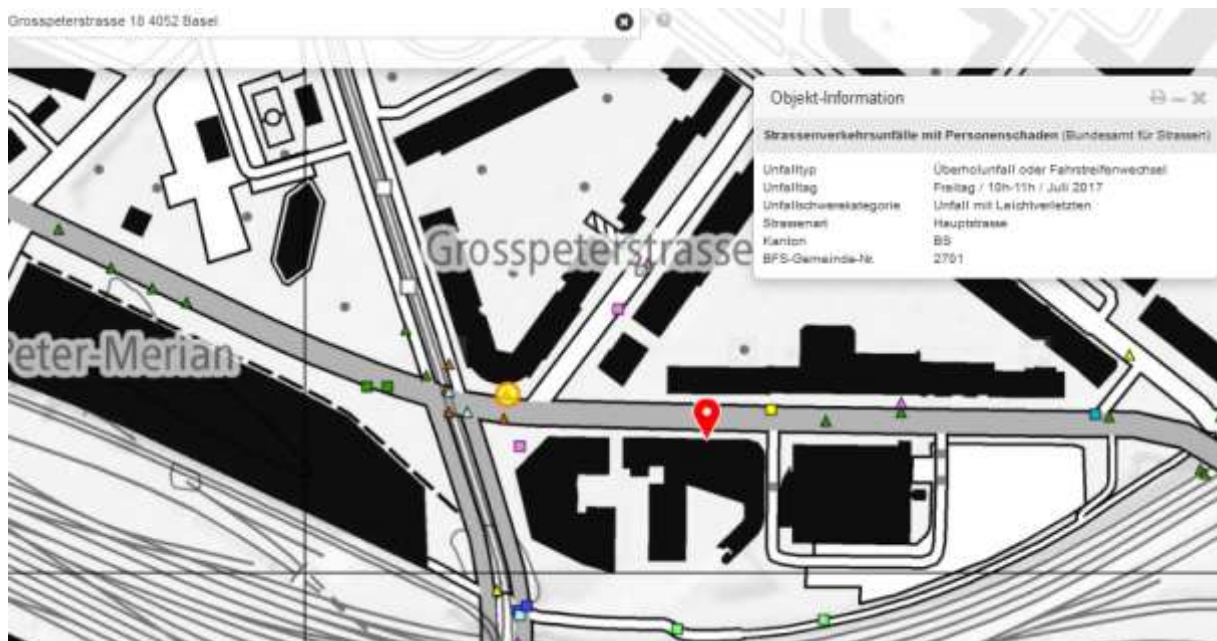 Grosspeterstrasse 18 4052 Basel
Objekt-Information
Strassenverkehrsunfälle mit Personenschaden (Bundesamt für Strassen)
Unfalltyp Überholunfall oder Fahrstreifenwechsel
Unfalltag Freitag / 10h-11h / Juli 2017
Unfallschwerekategorie Unfall mit Leichtverletzten
Strassenart Hauptstrasse
Kanton BS
BFS-Gemeinde-Nr. 2701
Grosspeterstrasse
Peter-Merian